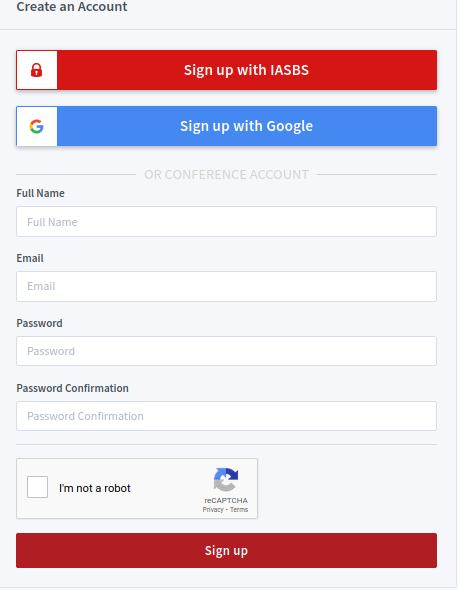 Create an Account
Sign up with IASBS
Sign up with Google
OR CONFERENCE ACCOUNT
Full Name
Full Name
Email
Email
Password
Password
Password Confirmation
Password Confirmation
I'm not a robot
reCAPTCHA
Privacy - Terms
Sign up